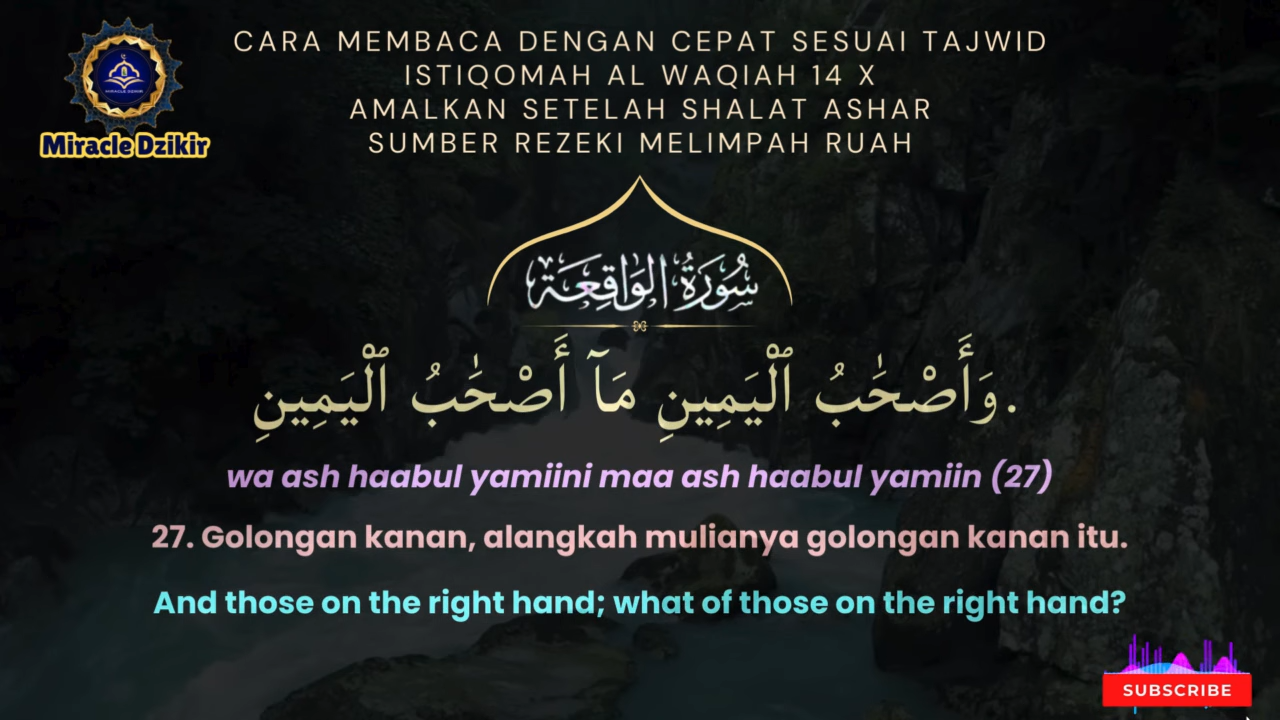 CARA MEMBACA DENGAN CEPAT SESUAI TAJWID
ISTIQOMAH AL WAQIAH 14 X
AMALKAN SETELAH SHALAT ASHAR
SUMBER REZEKI MELIMPAH RUAH
MIRACLE DZIKIR
Miracle Dzikir
سُورَةُ الوَاقِعَة
وَأَصْحَٰبُ ٱلْيَمِينِ مَآ أَصْحَٰبُ ٱلْيَمِينِ.
wa ash haabul yamiini maa ash haabul yamiin (27)
27. Golongan kanan, alangkah mulianya golongan kanan itu.
And those on the right hand; what of those on the right hand?
SUBSCRIBE